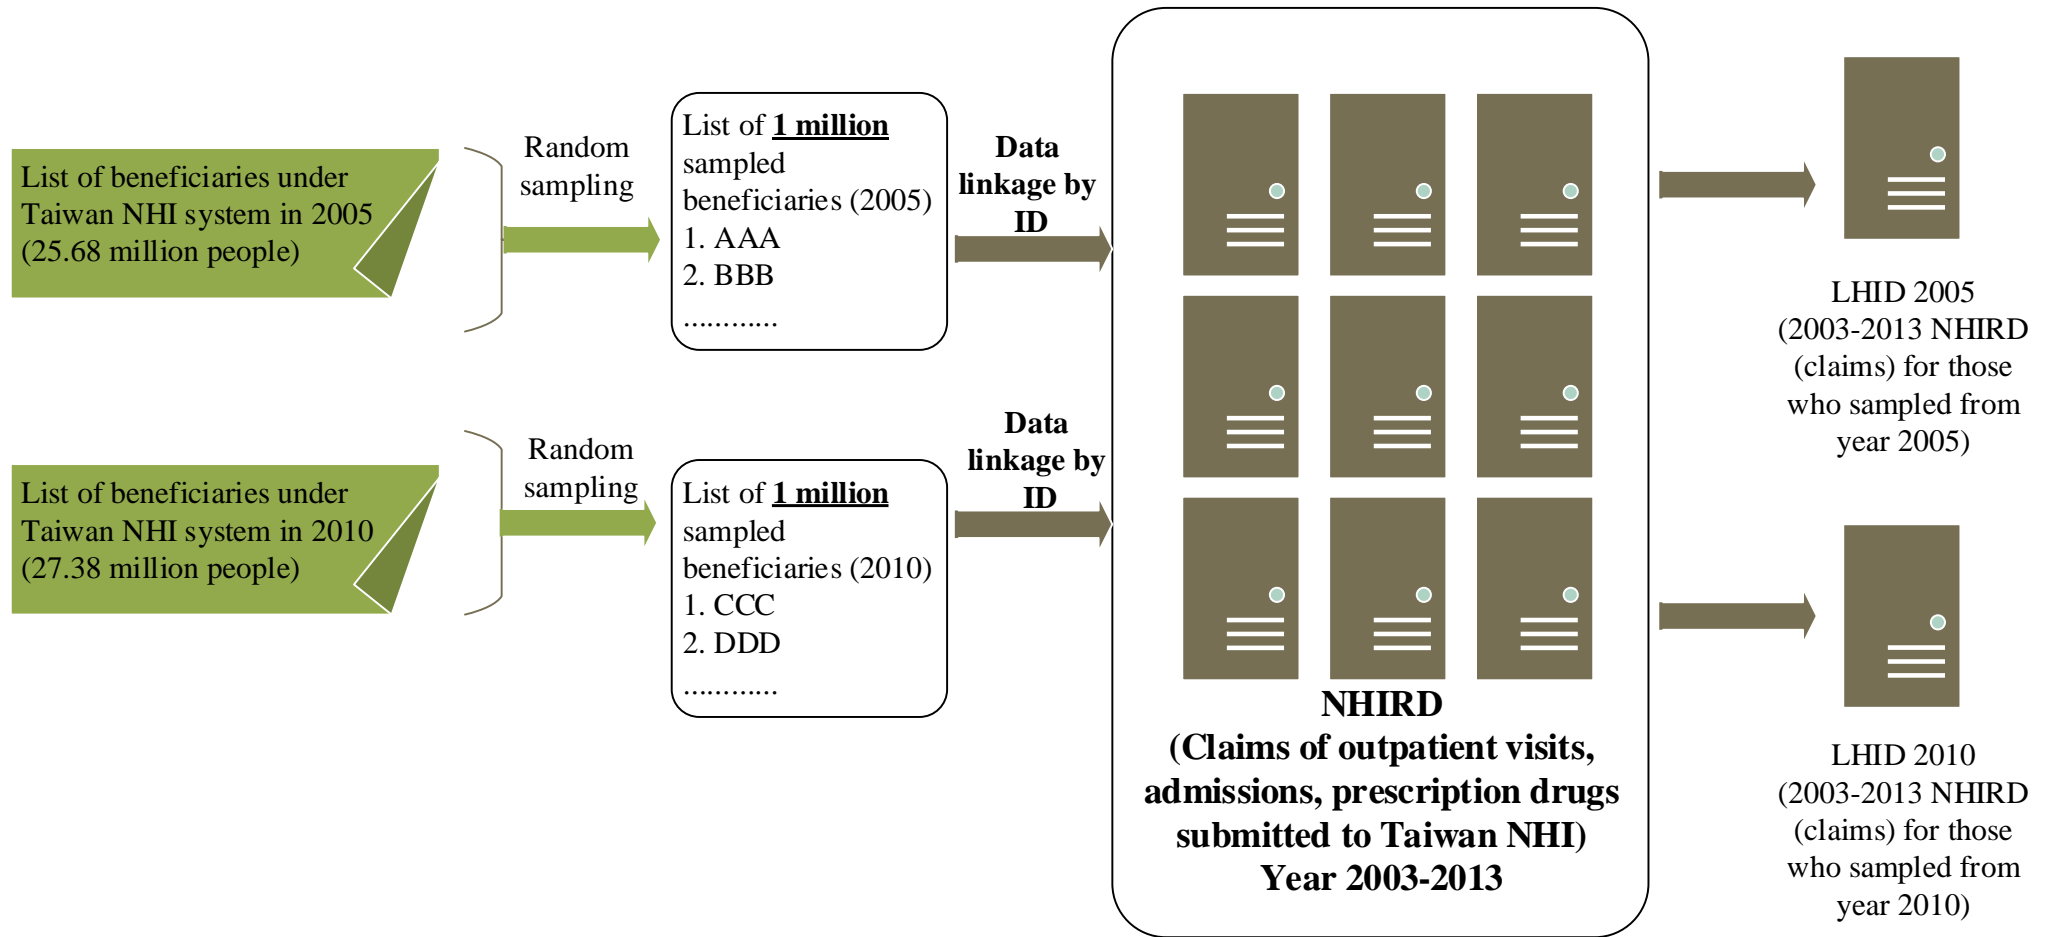 List of beneficiaries under
Taiwan NHI system in 2005
(25.68 million people)
Random
sampling
List of 1 million
sampled
beneficiaries (2005)
1. AAA
2. BBB
…………
Data
linkage by
ID
List of beneficiaries under
Taiwan NHI system in 2010
(27.38 million people)
Random
sampling
List of 1 million
sampled
beneficiaries (2010)
1. CCC
2. DDD
…………
Data
linkage by
ID
NHIRD
(Claims of outpatient visits,
admissions, prescription drugs
submitted to Taiwan NHI)
Year 2003-2013
LHID 2005
(2003-2013 NHIRD
(claims) for those
who sampled from
year 2005)
LHID 2010
(2003-2013 NHIRD
(claims) for those
who sampled from
year 2010)